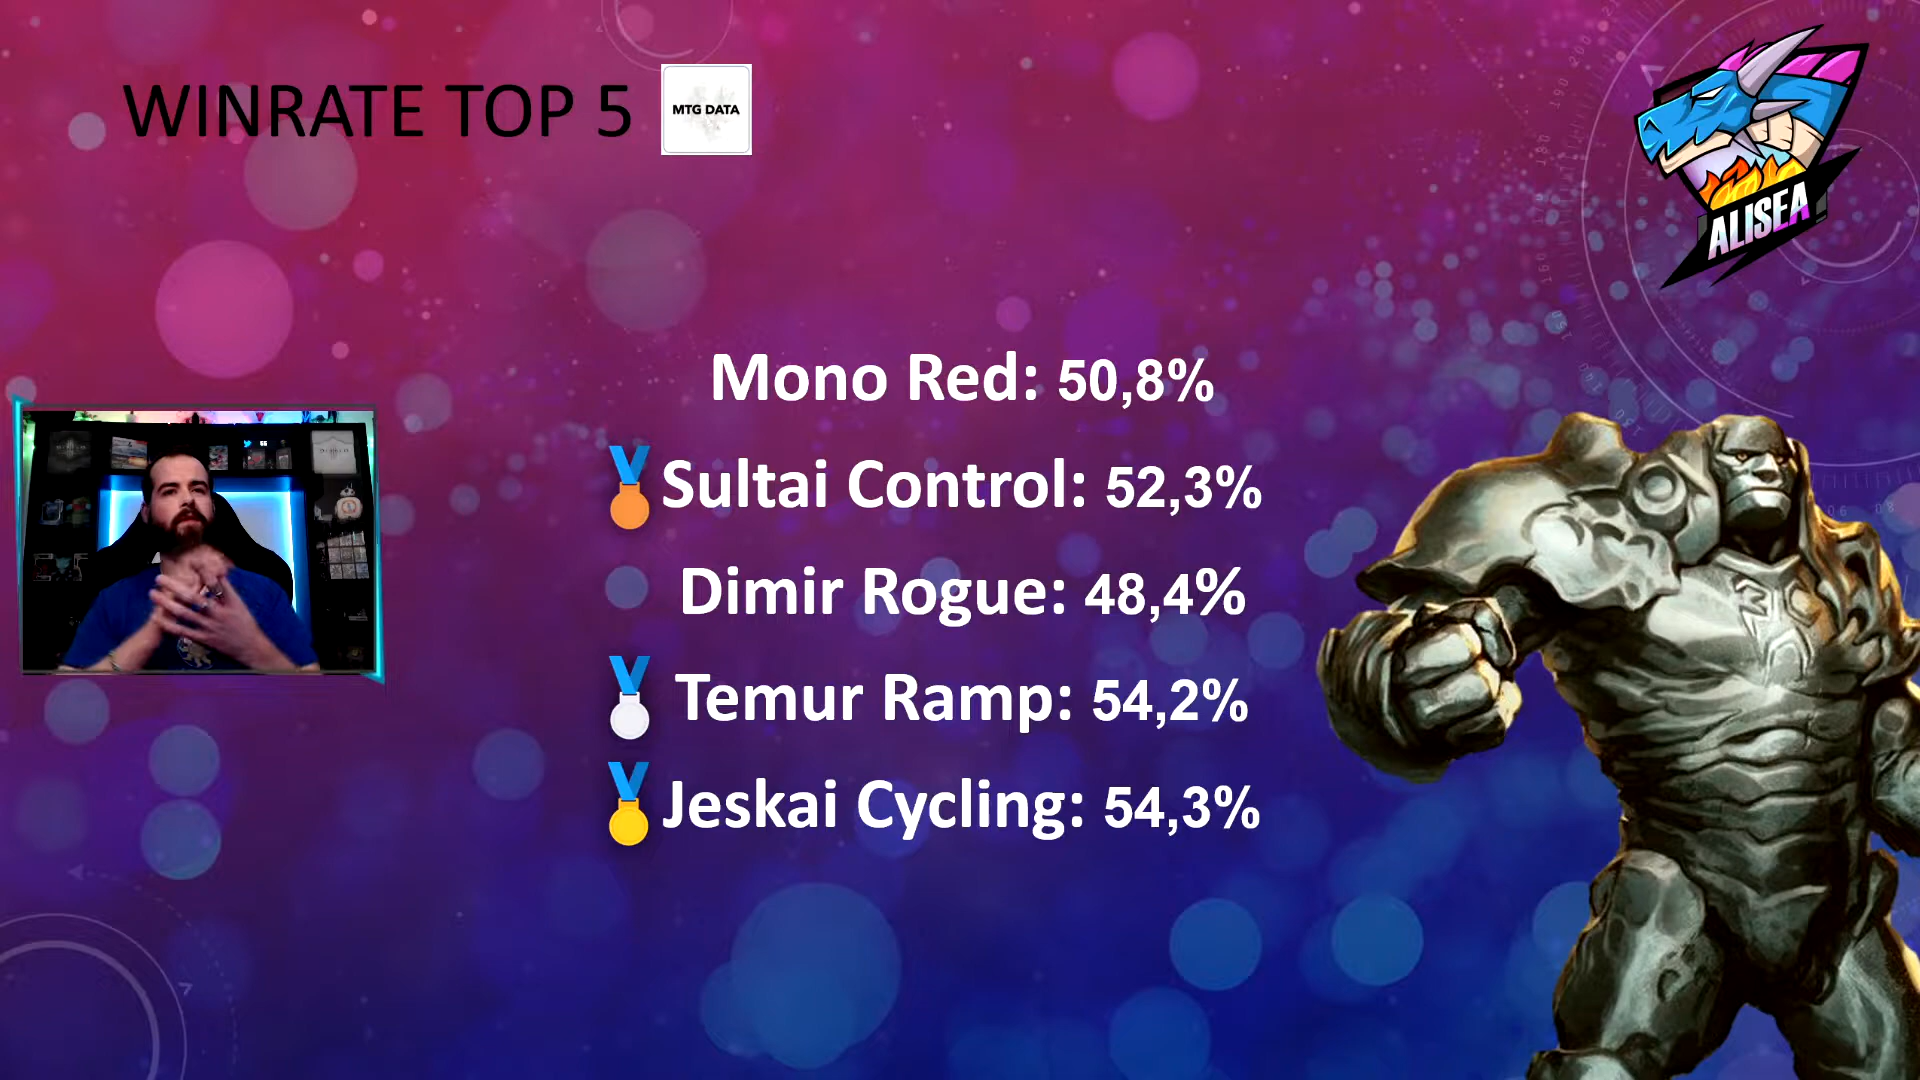 WINRATE TOP 5
MTG DATA
ALISEA
Mono Red: 50,8%
Sultai Control: 52,3%
Dimir Rogue: 48,4%
Temur Ramp: 54,2%
Jeskai Cycling: 54,3%